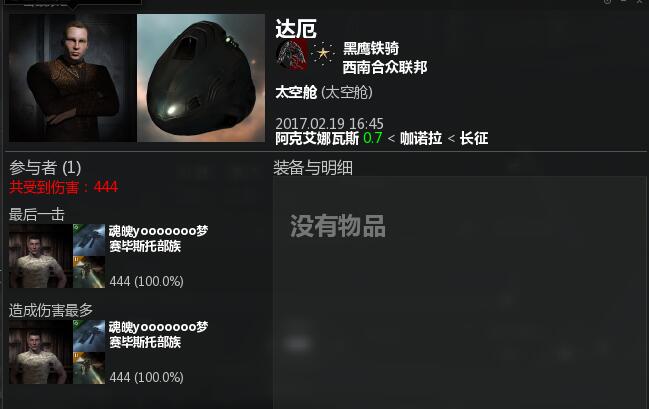 达厄
黑鹰铁骑
西南合众联邦
太空舱 (太空舱)
2017.02.19 16:45
阿克艾娜瓦斯 0.7 < 咖诺拉 < 长征
参与者 (1)
共受到伤害：444
装备与明细
没有物品
最后一击
魂魄yooooooo梦
赛毕斯托部族
444 (100.0%)
造成伤害最多
魂魄yooooooo梦
赛毕斯托部族
444 (100.0%)